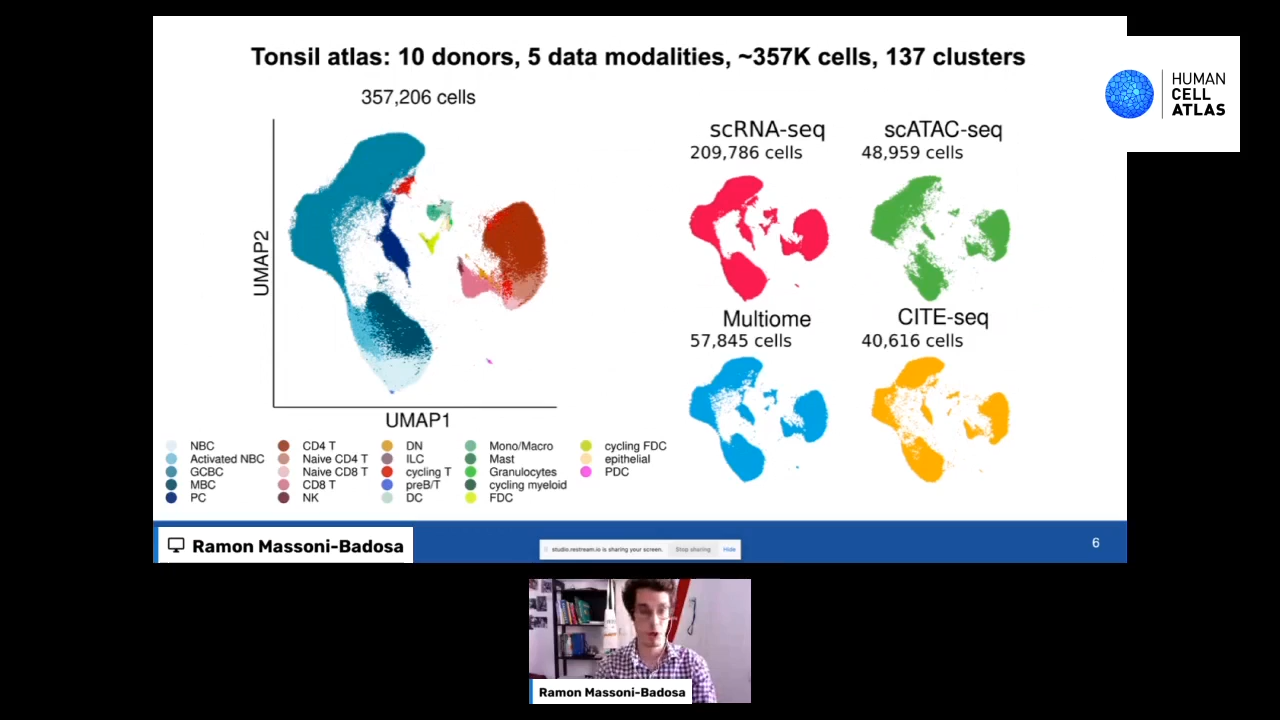 Tonsil atlas: 10 donors, 5 data modalities, ~357K cells, 137 clusters
HUMAN
CELL
ATLAS
357,206 cells
UMAP2
UMAP1
scRNA-seq
209,786 cells
scATAC-seq
48,959 cells
Multiome
57,845 cells
CITE-seq
40,616 cells
NBC
Activated NBC
GCBC
MBC
PC
CD4 T
Naive CD4 T
Naive CD8 T
CD8 T
NK
DN
ILC
cycling T
preB/T
DC
Mono/Macro
Mast
Granulocytes
cycling myeloid
FDC
cycling FDC
epithelial
PDC
Ramon Massoni-Badosa
studio.restream.io is sharing your screen.
Stop sharing
Hide
6
Ramon Massoni-Badosa